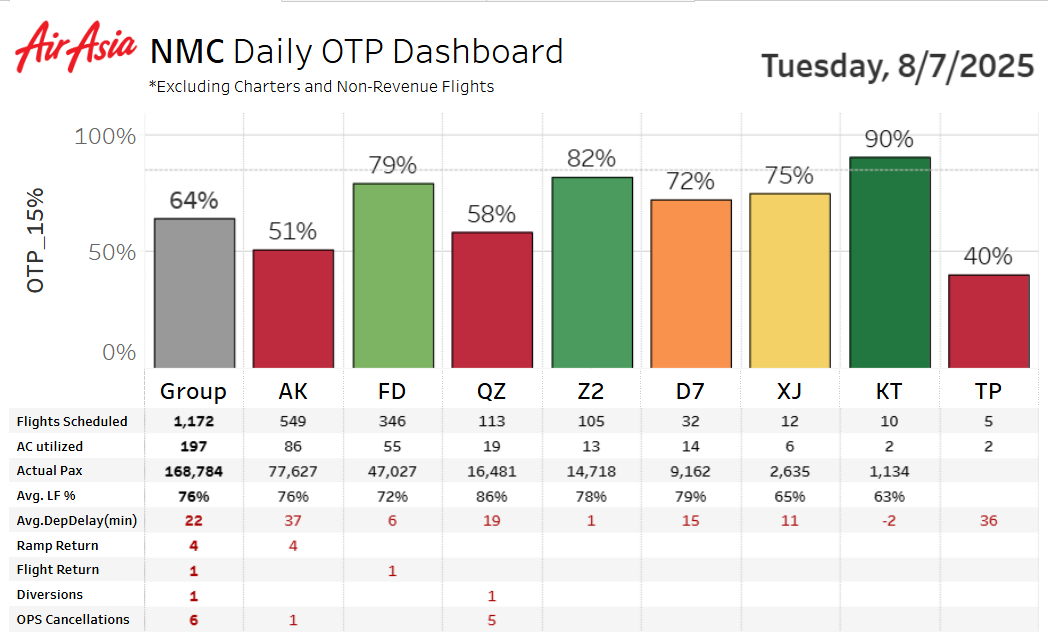 AirAsia
NMC Daily OTP Dashboard
*Excluding Charters and Non-Revenue Flights
Tuesday, 8/7/2025
OTP_15%
100%
50%
0%
64% 51% 79% 58% 82% 72% 75% 90% 40%
Group AK FD QZ Z2 D7 XJ KT TP
Flights Scheduled 1,172 549 346 113 105 32 12 10 5
AC utilized 197 86 55 19 13 14 6 2 2
Actual Pax 168,784 77,627 47,027 16,481 14,718 9,162 2,635 1,134
Avg. LF % 76% 76% 72% 86% 78% 79% 65% 63%
Avg.DepDelay(min) 22 37 6 19 1 15 11 -2 36
Ramp Return 4 4
Flight Return 1 1
Diversions 1 1
OPS Cancellations 6 1 5